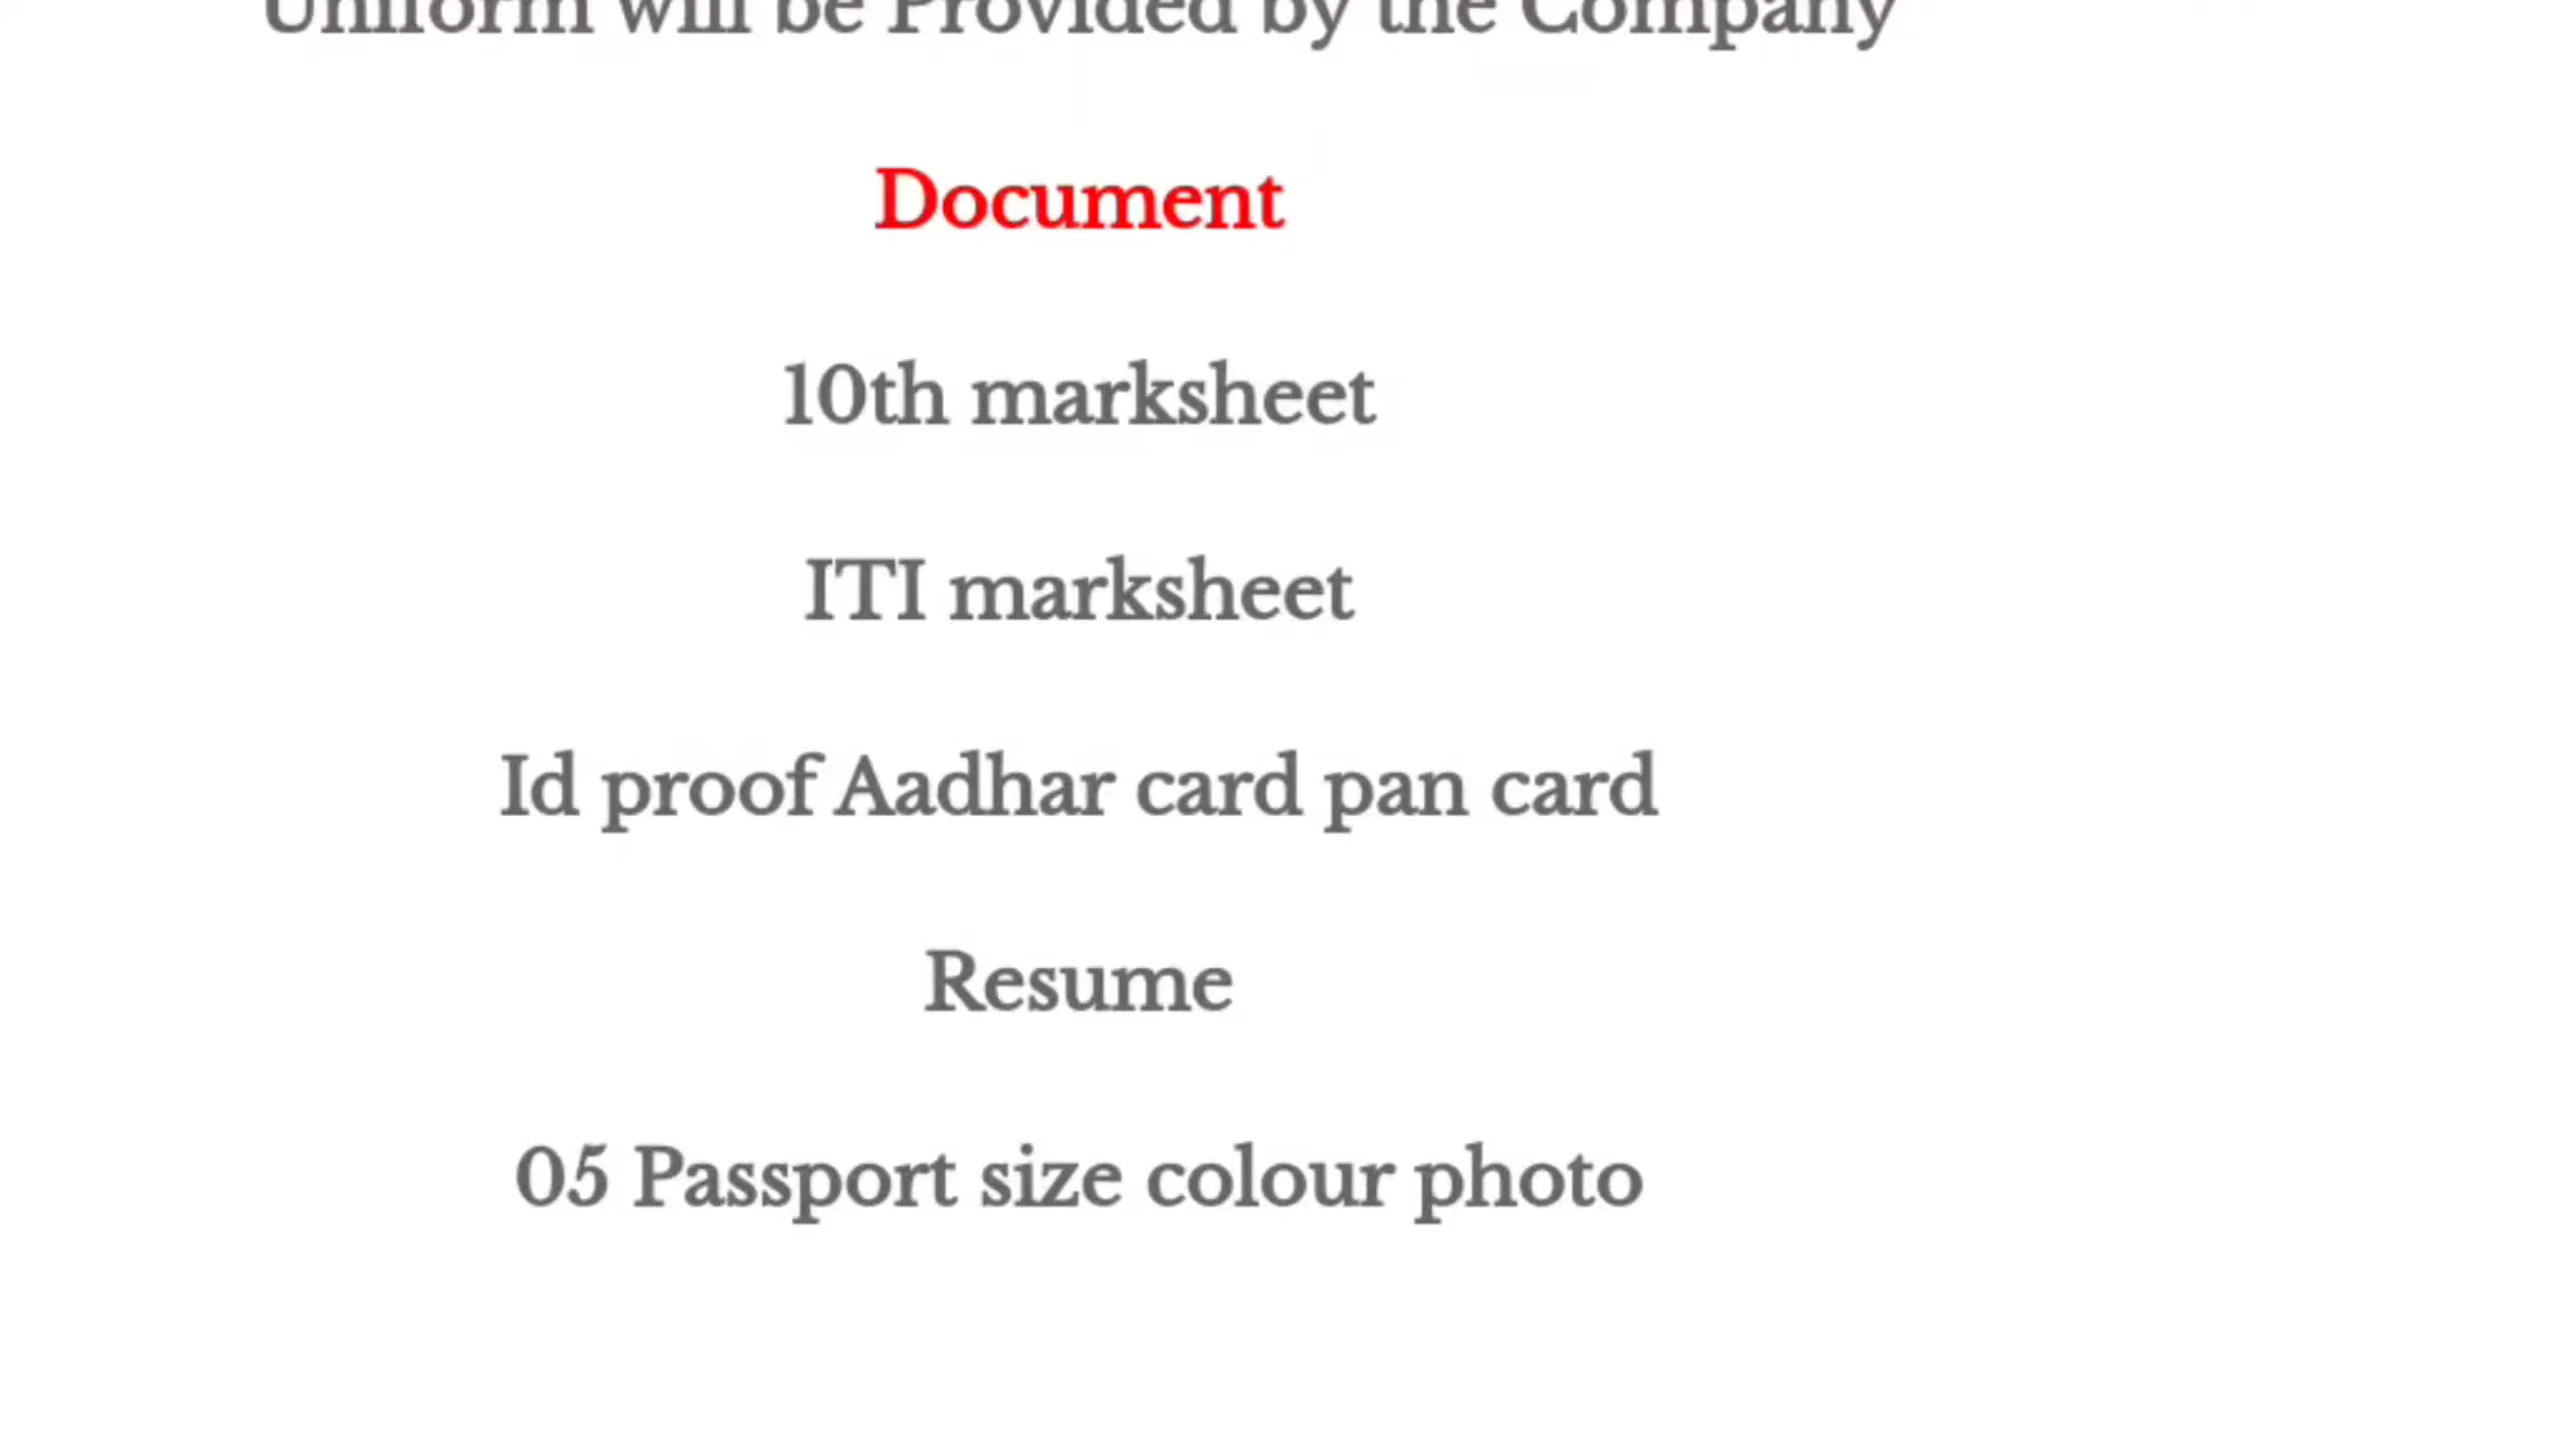 Uniform will be Provided by the Company
Document
10th marksheet
ITI marksheet
Id proof Aadhar card pan card
Resume
05 Passport size colour photo